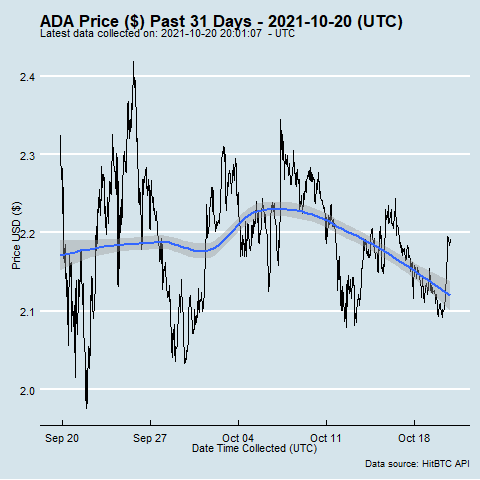 ADA Price ($) Past 31 Days - 2021-10-20 (UTC)
Latest data collected on: 2021-10-20 20:01:07 - UTC
Price USD ($)
2.4
2.3
2.2
2.1
2.0
Sep 20 Sep 27 Oct 04 Oct 11 Oct 18
Date Time Collected (UTC)
Data source: HitBTC API